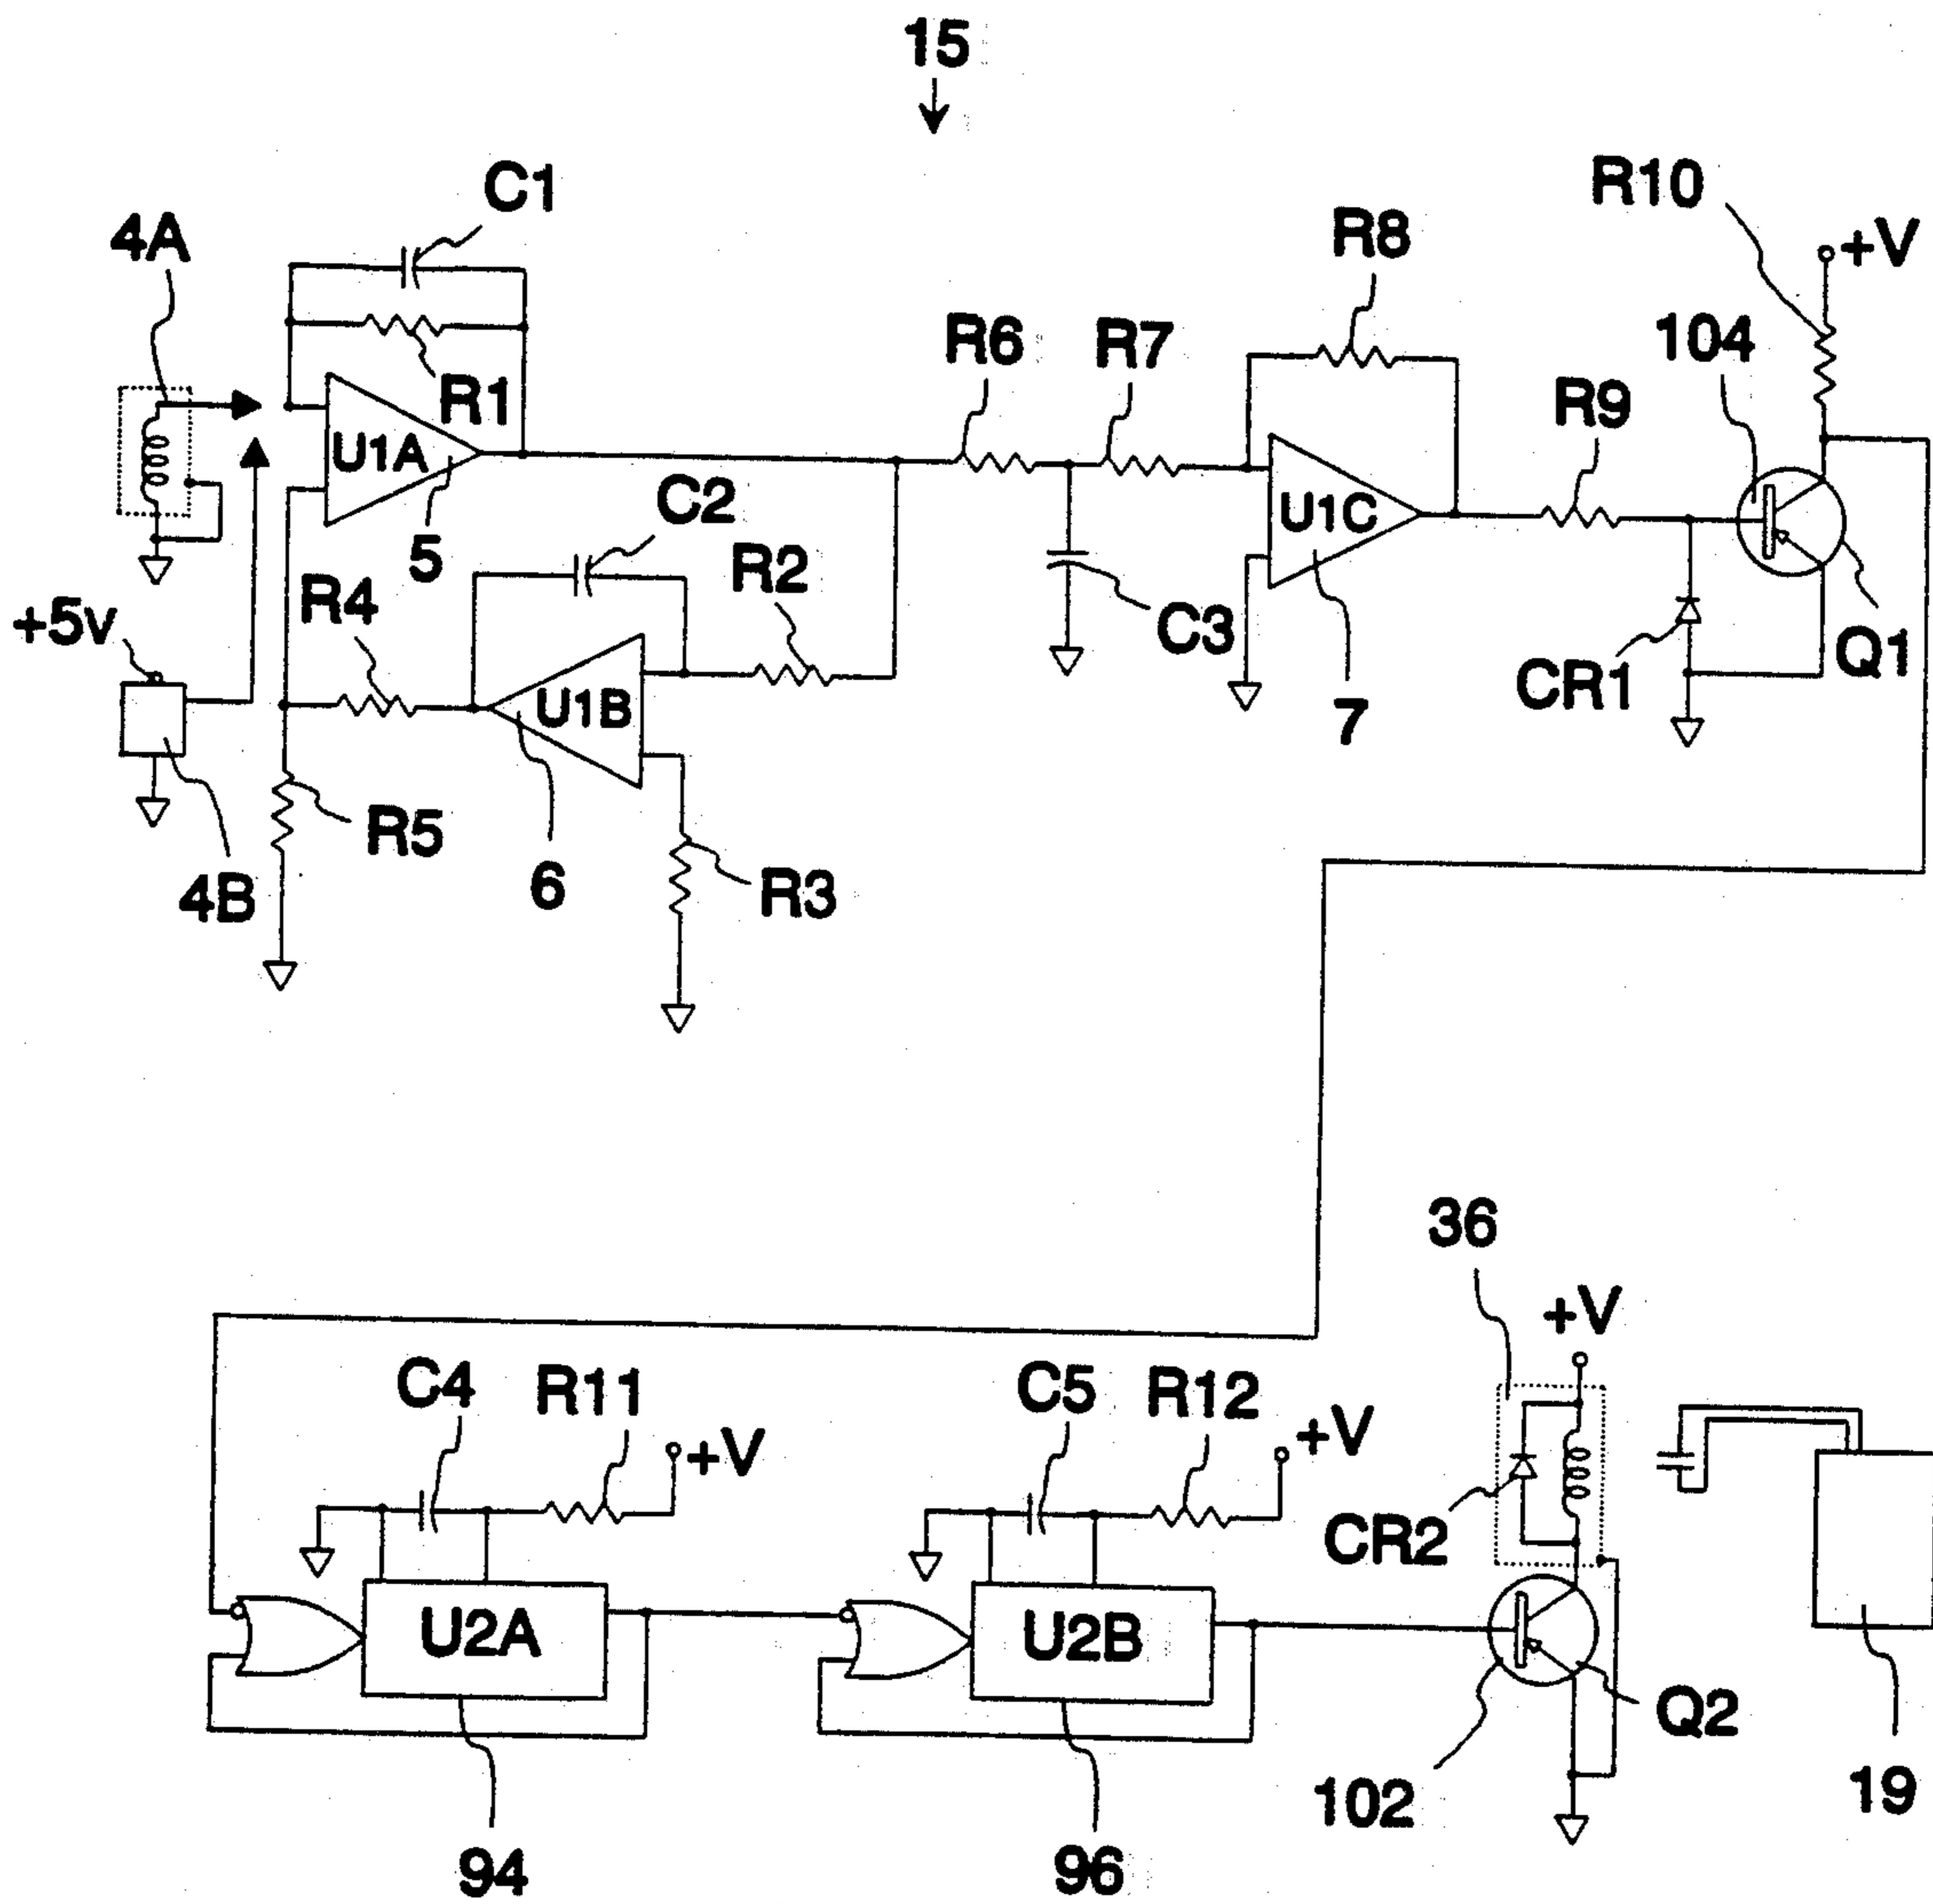 15
C1
R10
4A
R8
+V
R6
R7
104
R1
R9
U1A
C2
U1C
5
R2
R4
+5v
C3
Q1
CR1
U1B
7
R5
4B
6
R3
36
+V
C4
R11
C5
R12
+V
+V
CR2
U2A
U2B
Q2
102
19
94
96